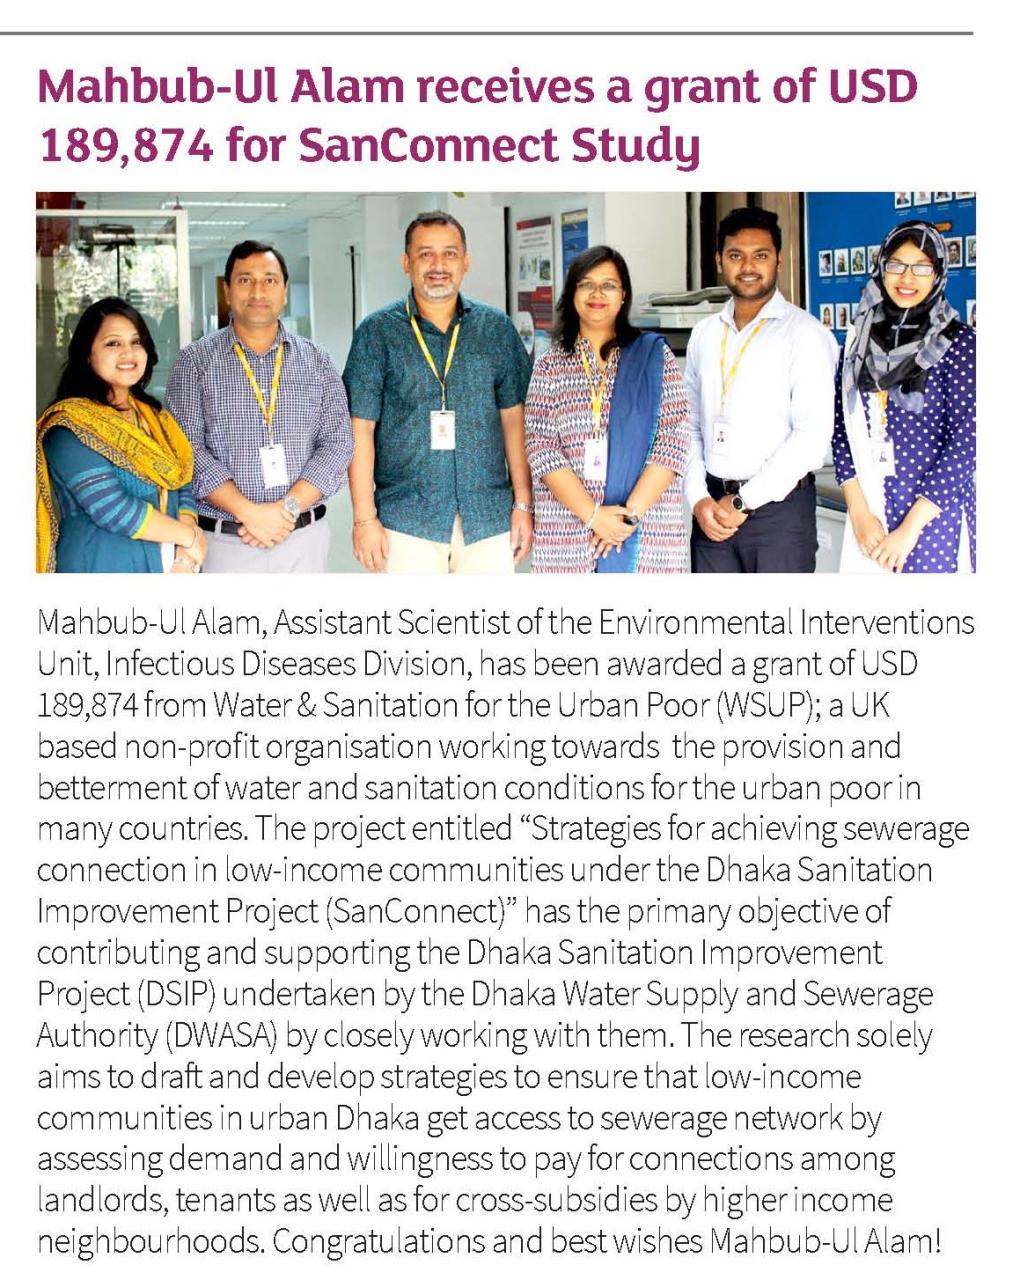 Mahbub-Ul Alam receives a grant of USD
189,874 for SanConnect Study
Mahbub-Ul Alam, Assistant Scientist of the Environmental Interventions
Unit, Infectious Diseases Division, has been awarded a grant of USD
189,874 from Water & Sanitation for the Urban Poor (WSUP); a UK
based non-profit organisation working towards the provision and
betterment of water and sanitation conditions for the urban poor in
many countries. The project entitled “Strategies for achieving sewerage
connection in low-income communities under the Dhaka Sanitation
Improvement Project (SanConnect)” has the primary objective of
contributing and supporting the Dhaka Sanitation Improvement
Project (DSIP) undertaken by the Dhaka Water Supply and Sewerage
Authority (DWASA) by closely working with them. The research solely
aims to draft and develop strategies to ensure that low-income
communities in urban Dhaka get access to sewerage network by
assessing demand and willingness to pay for connections among
landlords, tenants as well as for cross-subsidies by higher income
neighbourhoods. Congratulations and best wishes Mahbub-Ul Alam!